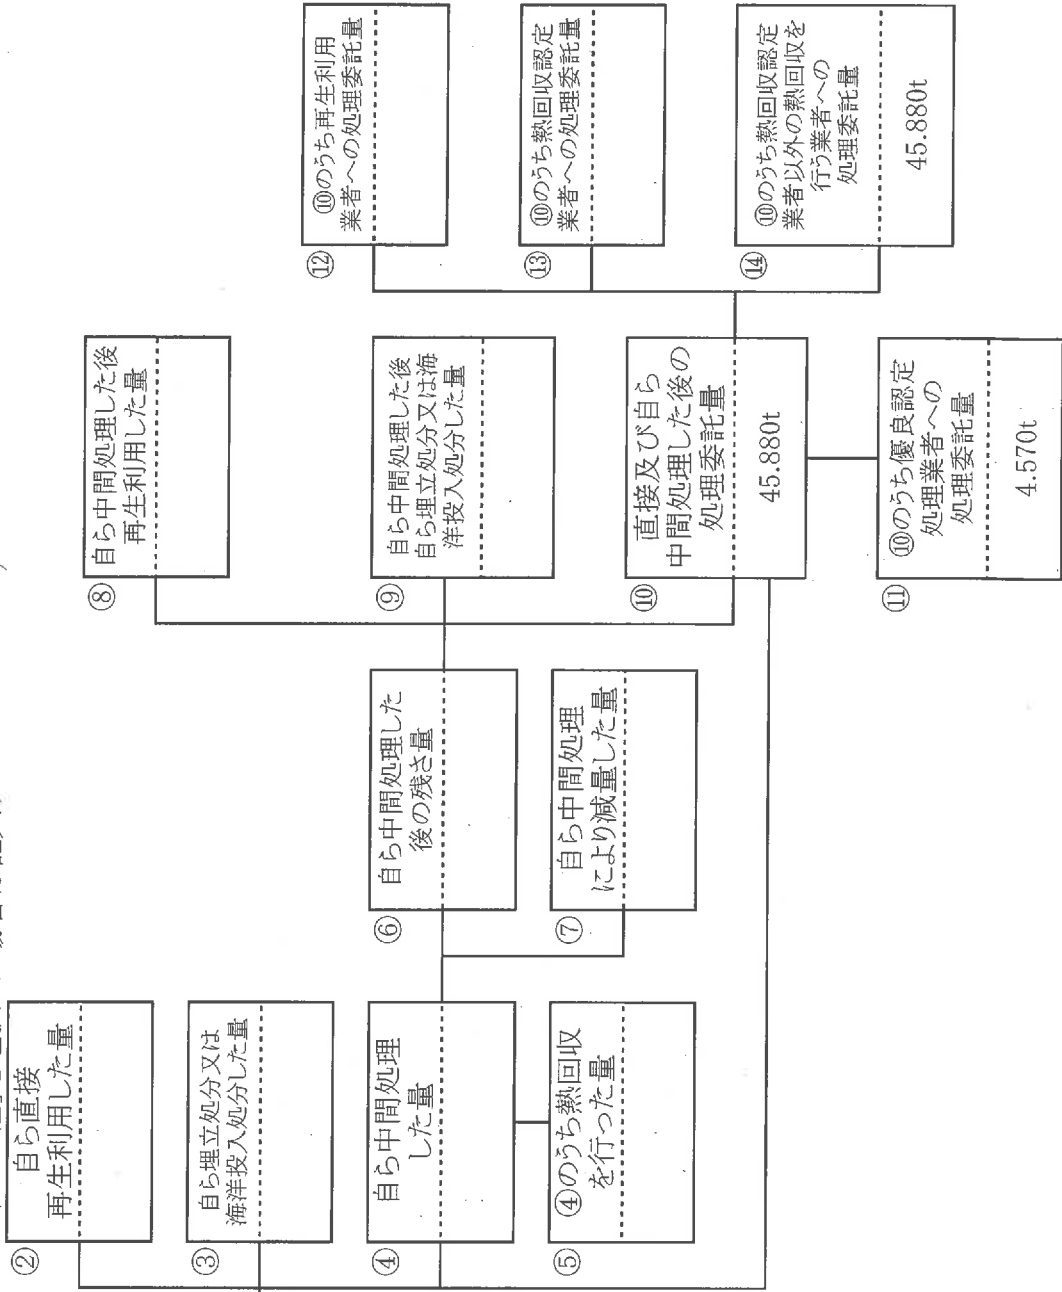 ②
自ら直接
再生利用した量
③
自ら埋立処分又は
海洋投入処分した量
④
自ら中間処理
した量
⑤
④のうち熱回収
を行った量
⑥
自ら中間処理した
後の残さ量
⑦
自ら中間処理
により減量した量
⑧
自ら中間処理した後
再生利用した量
⑨
自ら中間処理した後
自ら埋立処分又は海
洋投入処分した量
⑩
直接及び自ら
中間処理した後の
処理委託量
45.880t
⑪
⑩のうち優良認定
処理業者への
処理委託量
4.570t
⑫
⑩のうち再生利用
業者への処理委託量
⑬
⑩のうち熱回収認定
業者への処理委託量
⑭
⑩のうち熱回収認定
業者以外の熱回収を
行う業者への
処理委託量
45.880t